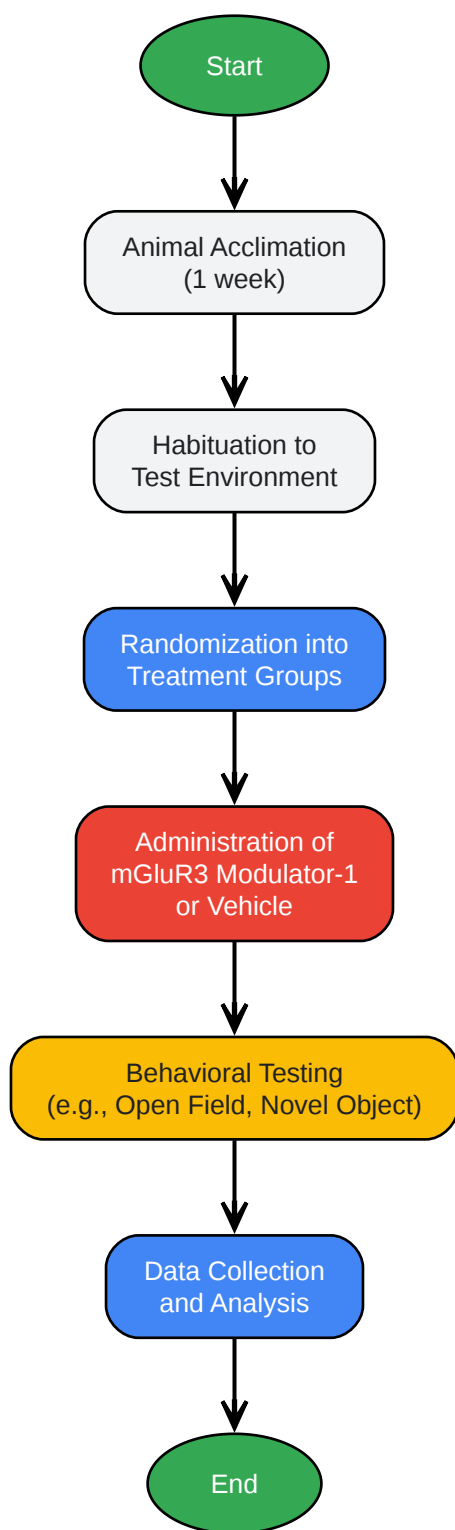 Start
Animal Acclimation
(1 week)
Habituation to
Test Environment
Randomization into
Treatment Groups
Administration of
mGluR3 Modulator-1
or Vehicle
Behavioral Testing
(e.g., Open Field, Novel Object)
Data Collection
and Analysis
End